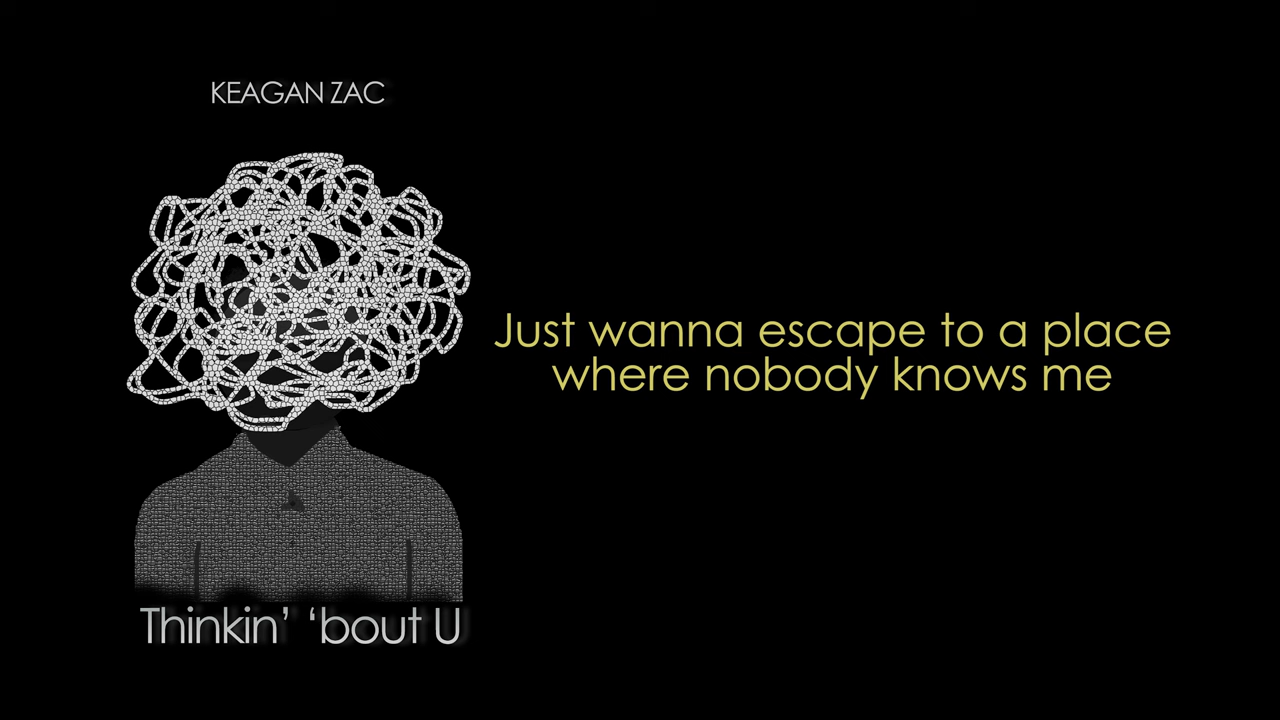 KEAGAN ZAC
Just wanna escape to a place
where nobody knows me
Thinkin’ ‘bout U